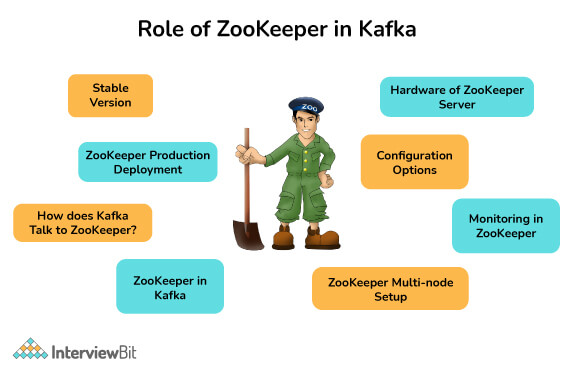 Role of ZooKeeper in Kafka
Stable
Version
Hardware of ZooKeeper
Server
ZOO
ZooKeeper Production
Deployment
Configuration
Options
How does Kafka
Talk to ZooKeeper?
Monitoring in
ZooKeeper
ZooKeeper in
Kafka
ZooKeeper Multi-node
Setup
InterviewBit